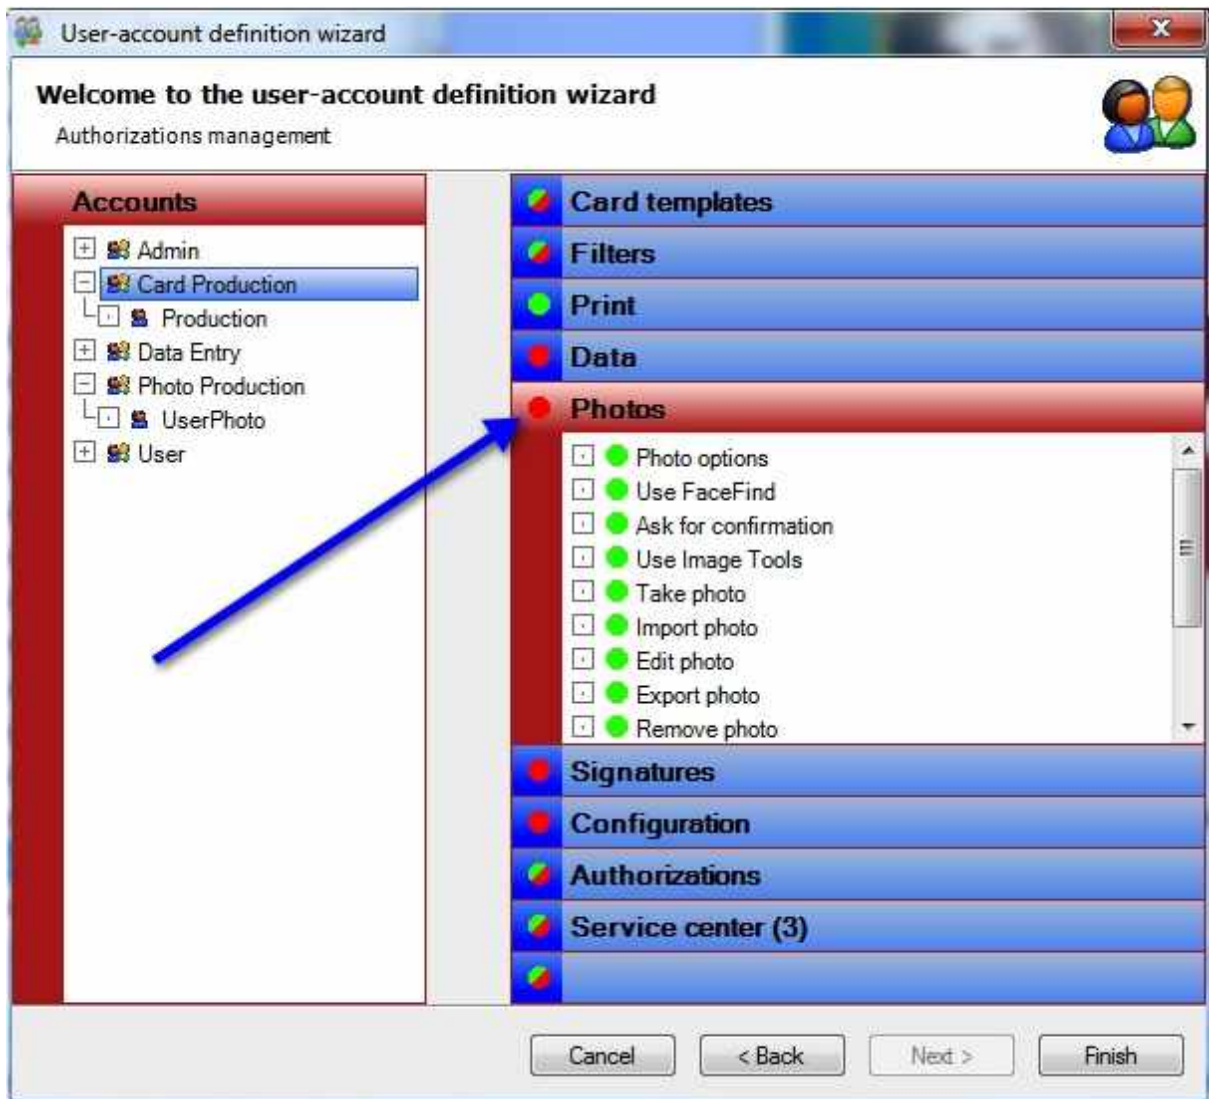 User-account definition wizard
Welcome to the user-account definition wizard
Authorizations management
Accounts
Admin
Card Production
Production
Data Entry
Photo Production
UserPhoto
User
Card templates
Filters
Print
Data
Photos
Photo options
Use FaceFind
Ask for confirmation
Use Image Tools
Take photo
Import photo
Edit photo
Export photo
Remove photo
Signatures
Configuration
Authorizations
Service center (3)
Cancel
< Back
Next >
Finish